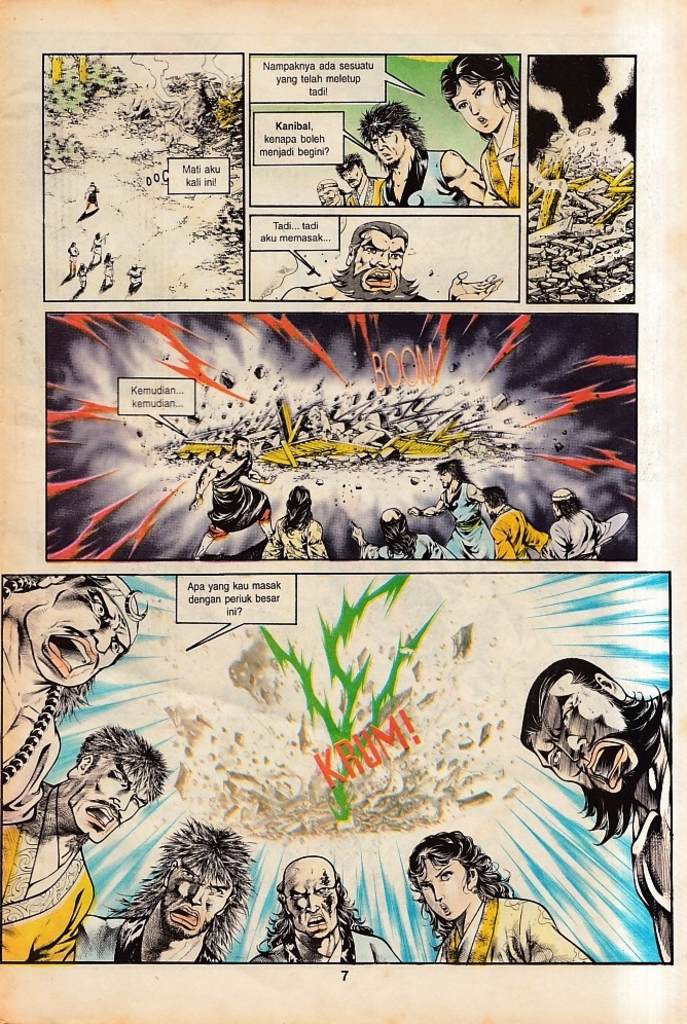 DOG
Mati aku
kali ini!
Nampaknya ada sesuatu
yang telah meletup
tadi!
Kanibal,
kenapa boleh
menjadi begini?
Tadi... tadi
aku memasak...
BOOM
Kemudian...
kemudian...
Apa yang kau masak
dengan periuk besar
ini?
KRUM!
7